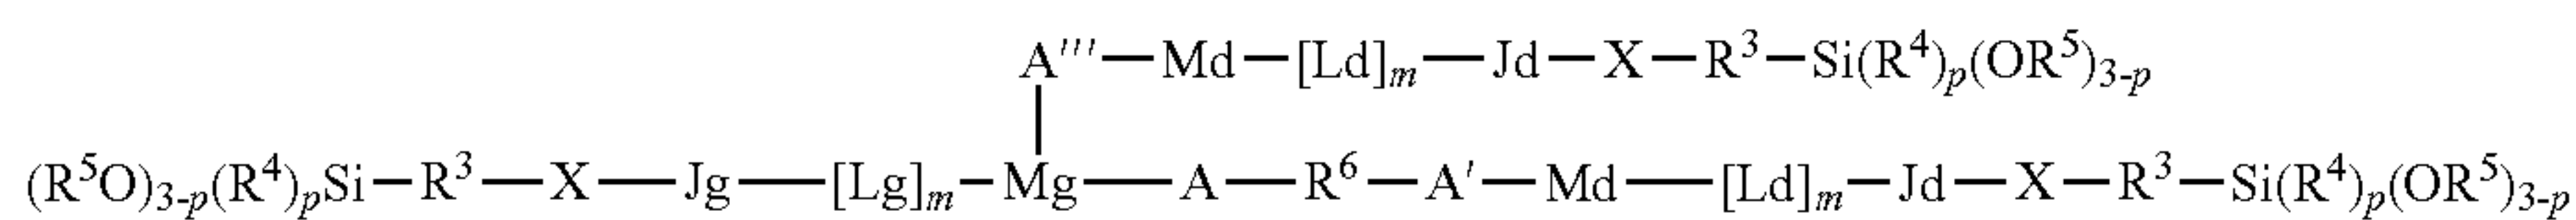 A′′′—Md—[Ld]ₘ—Jd—X—R³—Si(R⁴)ₚ(OR⁵)₃₋ₚ
(R⁵O)₃₋ₚ(R⁴)ₚSi—R³—X—Jg—[Lg]ₘ—Mg—A—R⁶—A′—Md—[Ld]ₘ—Jd—X—R³—Si(R⁴)ₚ(OR⁵)₃₋ₚ